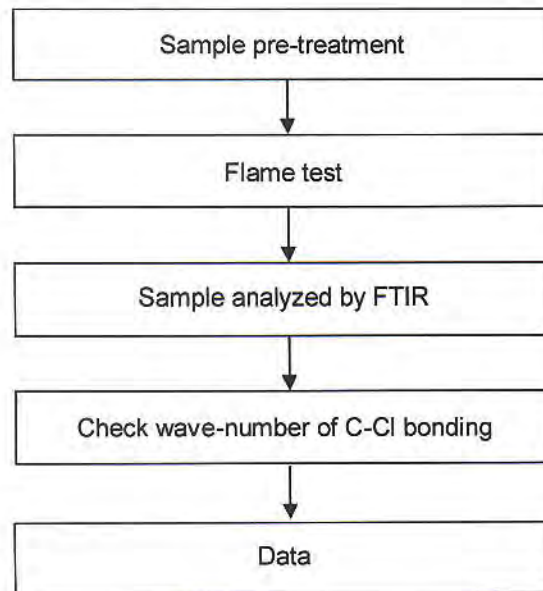 Sample pre-treatment
Flame test
Sample analyzed by FTIR
Check wave-number of C-Cl bonding
Data